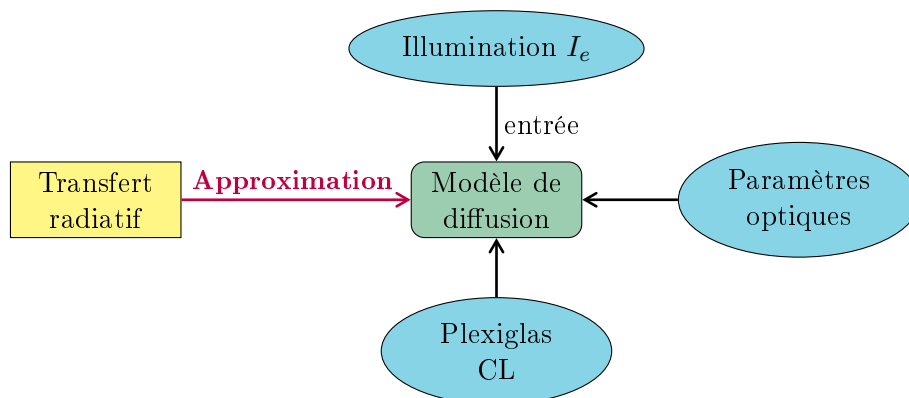 Illumination I_e
entrée
Transfert
radiatif
Approximation
Modèle de
diffusion
Paramètres
optiques
Plexiglas
CL